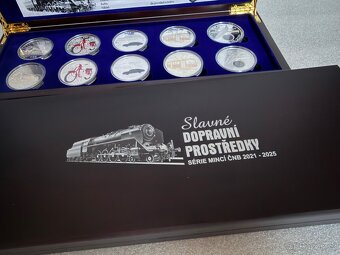 Slavné
DOPRAVNÍ
PROSTŘEDKY
SÉRIE MINCÍ ČNB 2021 - 2025